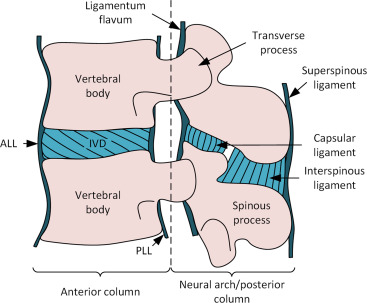 Ligamentum
flavum
Transverse
process
Vertebral
body
Superspinous
ligament
ALL
IVD
Capsular
ligament
Interspinous
ligament
Vertebral
body
Spinous
process
PLL
Anterior column
Neural arch/posterior
column